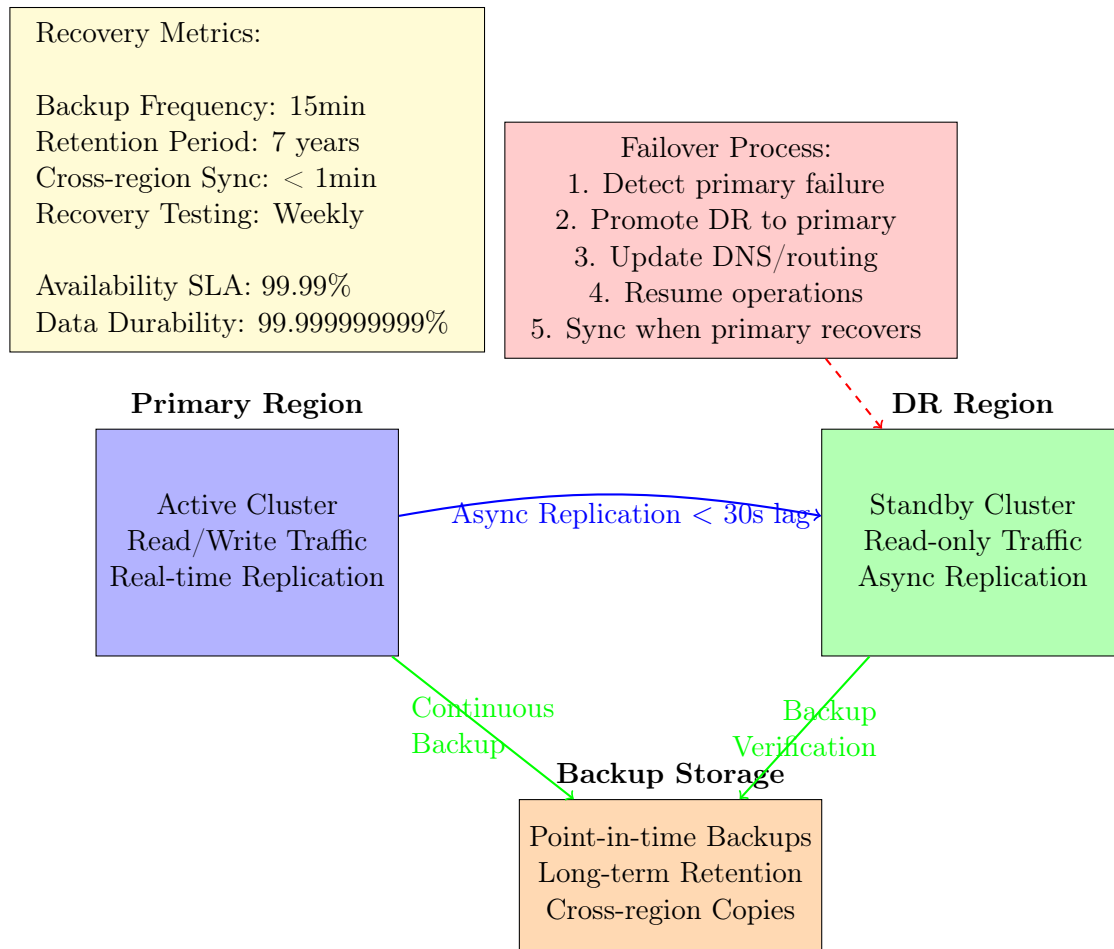 Recovery Metrics:
Backup Frequency: 15min
Retention Period: 7 years
Cross-region Sync: < 1min
Recovery Testing: Weekly
Availability SLA: 99.99%
Data Durability: 99.999999999%
Failover Process:
1. Detect primary failure
2. Promote DR to primary
3. Update DNS/routing
4. Resume operations
5. Sync when primary recovers
Primary Region
Active Cluster
Read/Write Traffic
Real-time Replication
Async Replication < 30s lag
DR Region
Standby Cluster
Read-only Traffic
Async Replication
Continuous
Backup
Backup
Verification
Backup Storage
Point-in-time Backups
Long-term Retention
Cross-region Copies